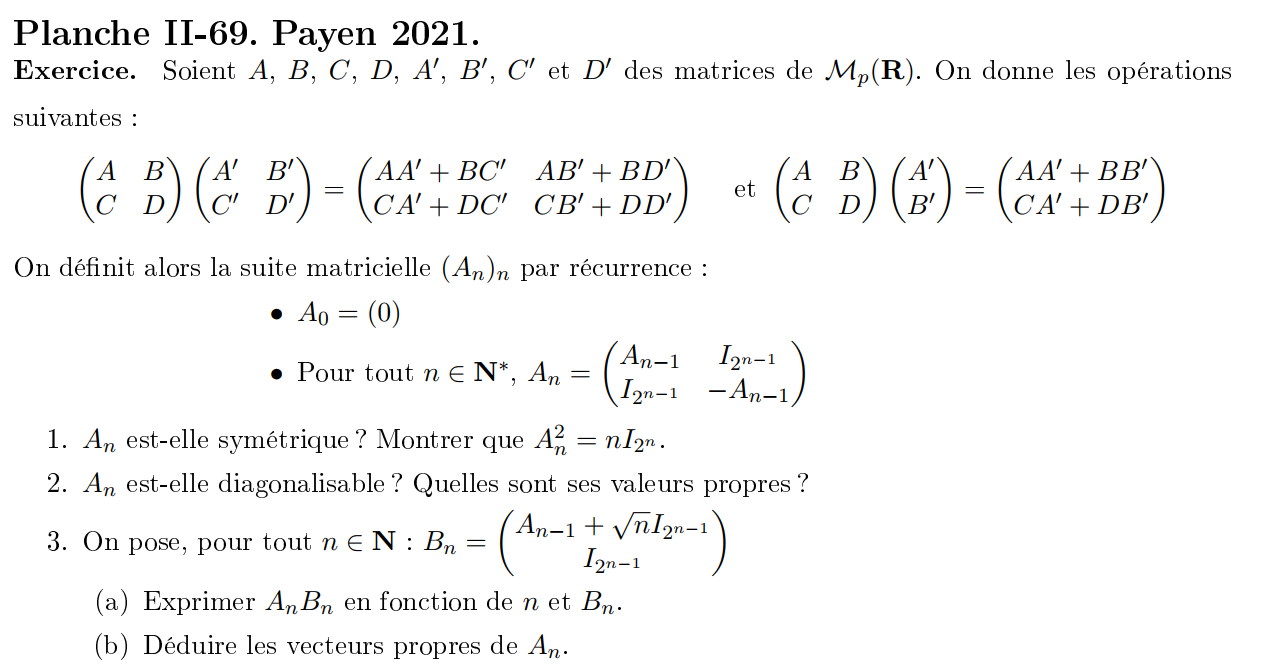 Planche II-69. Payen 2021.
Exercice. Soient A, B, C, D, A′, B′, C′ et D′ des matrices de ℳₚ(R). On donne les opérations
suivantes :
$\begin{pmatrix} A & B \\ C & D \end{pmatrix} \begin{pmatrix} A' & B' \\ C' & D' \end{pmatrix} = \begin{pmatrix} AA' + BC' & AB' + BD' \\ CA' + DC' & CB' + DD' \end{pmatrix}$ et $\begin{pmatrix} A & B \\ C & D \end{pmatrix} \begin{pmatrix} A' \\ B' \end{pmatrix} = \begin{pmatrix} AA' + BB' \\ CA' + DB' \end{pmatrix}$
On définit alors la suite matricielle $(A_n)_n$ par récurrence :
• $A_0 = (0)$
• Pour tout $n \in \mathbf{N}^*$, $A_n = \begin{pmatrix} A_{n-1} & I_{2^{n-1}} \\ I_{2^{n-1}} & -A_{n-1} \end{pmatrix}$
1. $A_n$ est-elle symétrique ? Montrer que $A_n^2 = nI_{2^n}$.
2. $A_n$ est-elle diagonalisable ? Quelles sont ses valeurs propres ?
3. On pose, pour tout $n \in \mathbf{N}$ : $B_n = \begin{pmatrix} A_{n-1} + \sqrt{n}I_{2^{n-1}} \\ I_{2^{n-1}} \end{pmatrix}$
(a) Exprimer $A_nB_n$ en fonction de $n$ et $B_n$.
(b) Déduire les vecteurs propres de $A_n$.